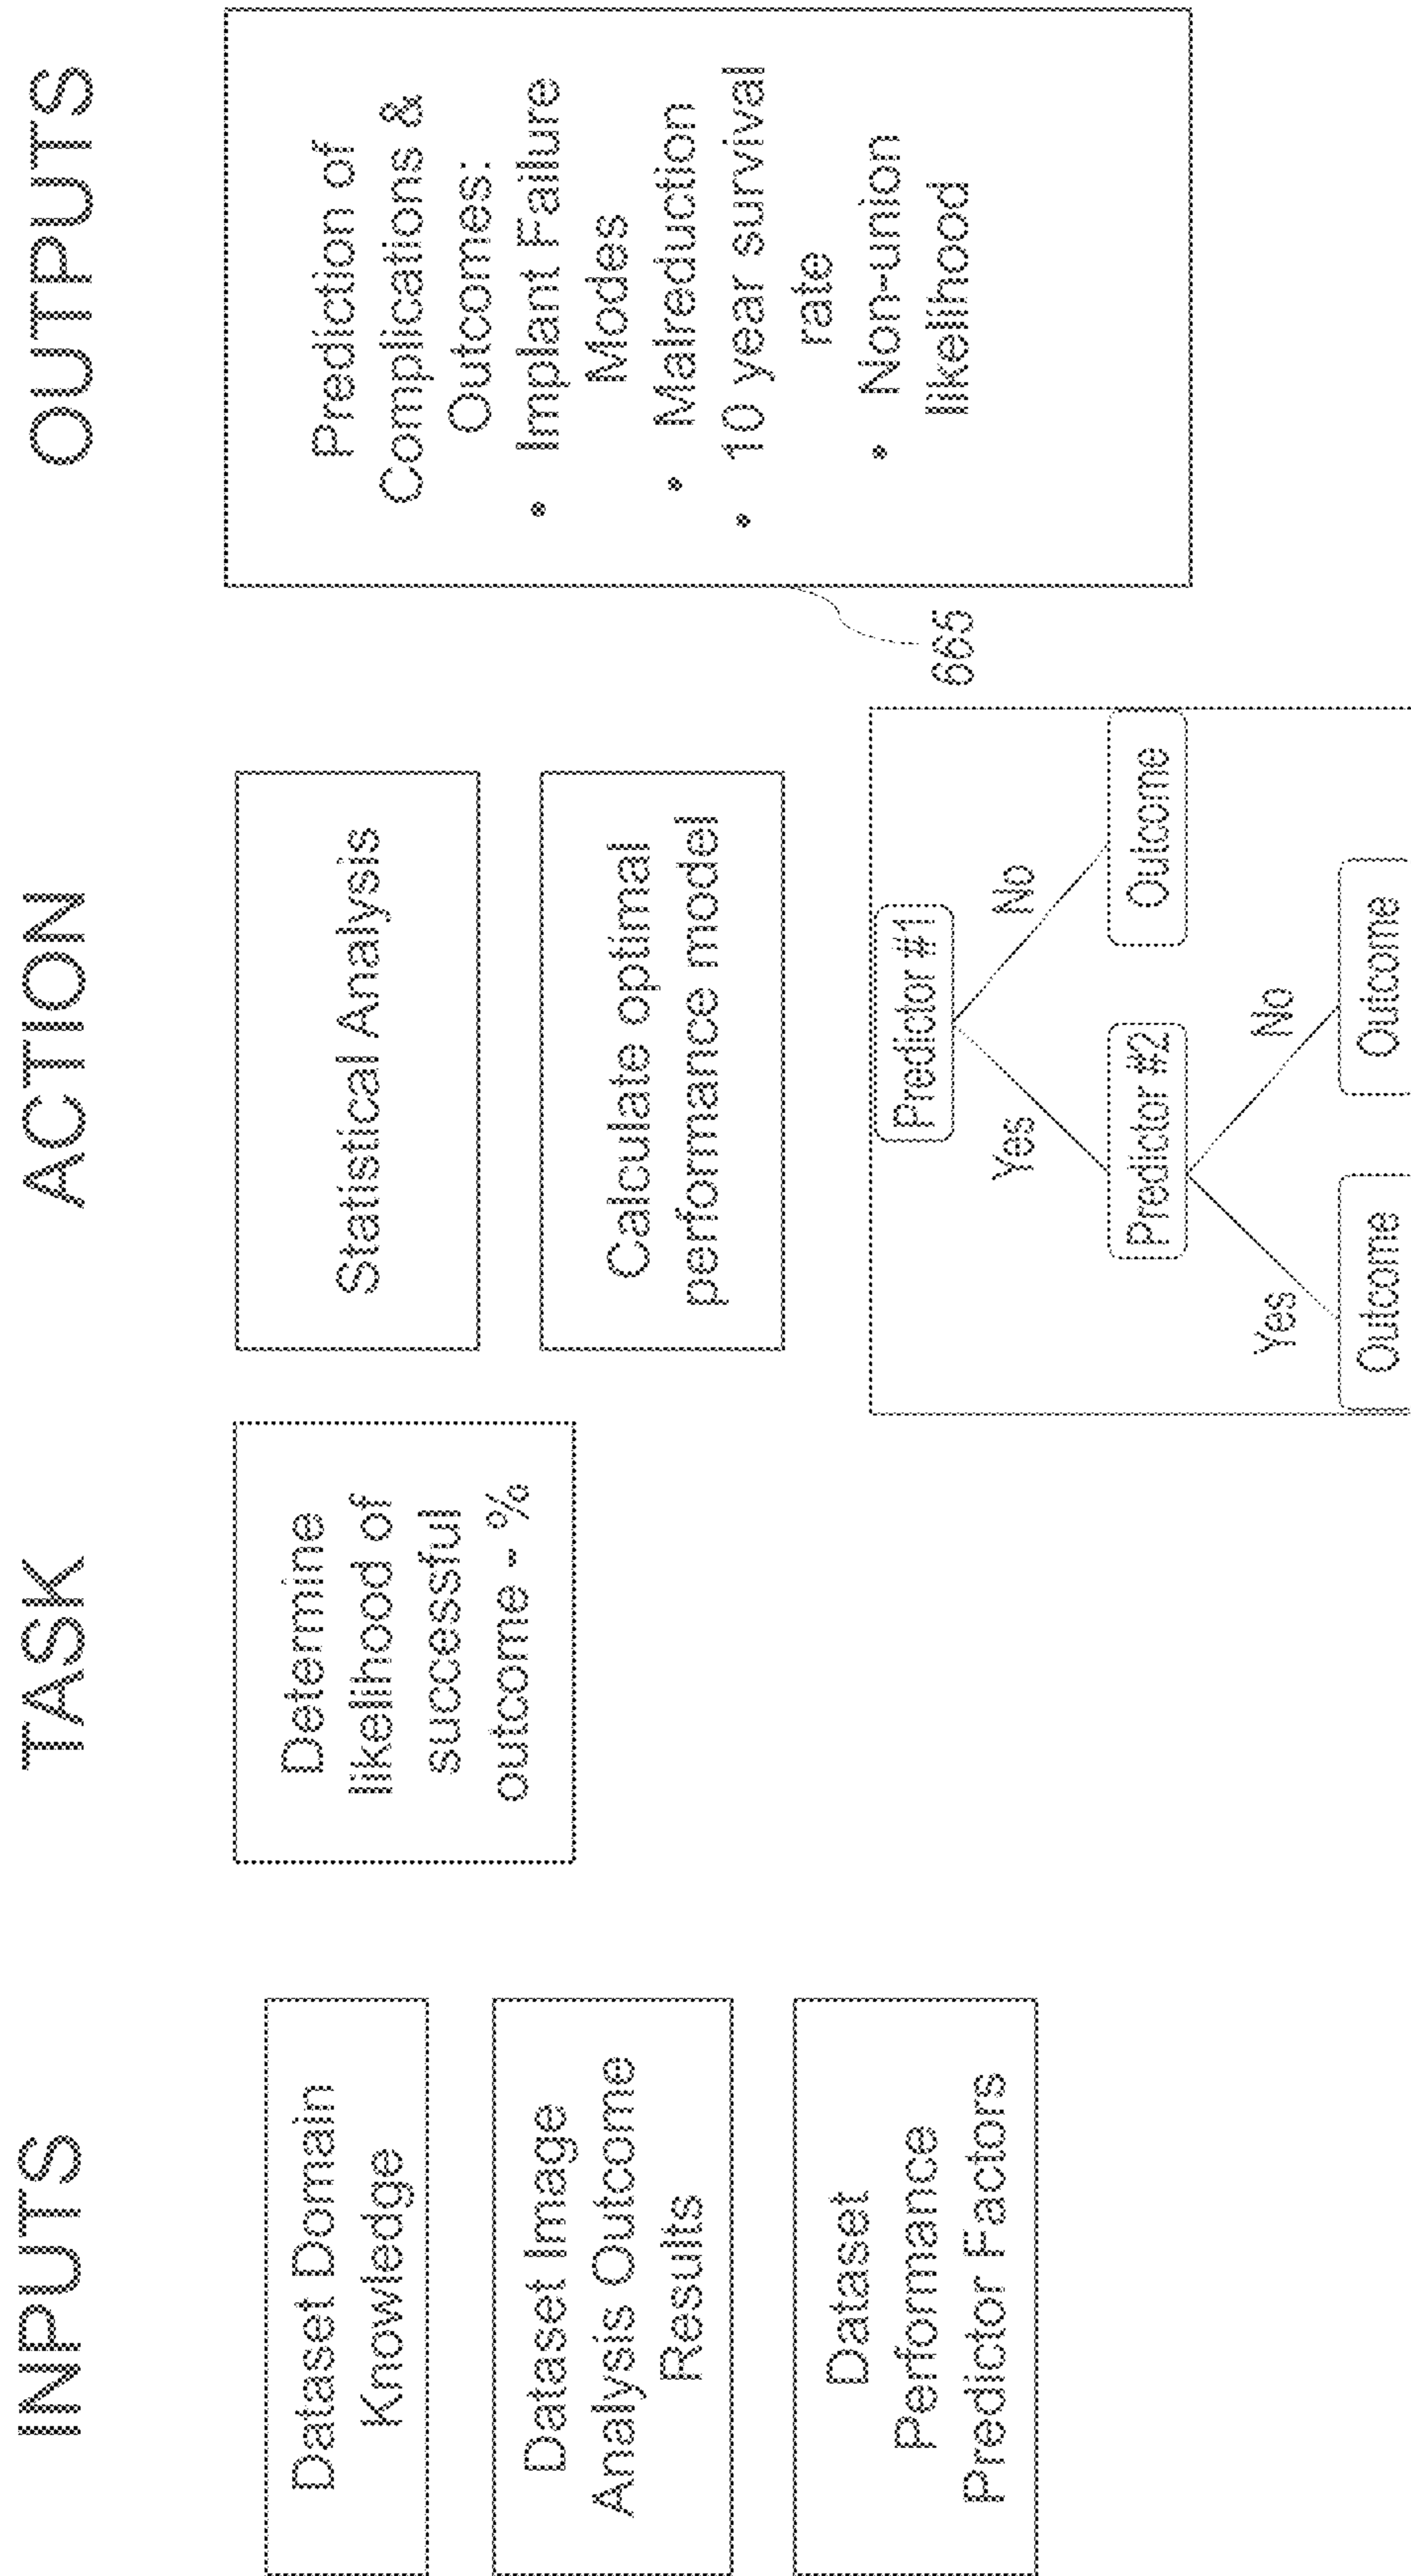 INPUTS
Dataset Domain
Knowledge
Dataset Image
Analysis Outcome
Results
Dataset
Performance
Predictor Factors
TASK
Determine
likelihood of
successful
outcome - %
ACTION
Statistical Analysis
Calculate optimal
performance model
Predictor #1
Yes
No
Predictor #2
Outcome
Yes
No
Outcome
Outcome
OUTPUTS
Prediction of
Complications &
Outcomes:
• Implant Failure
Modes
• Malreduction
• 10 year survival
rate
• Non-union
likelihood
665